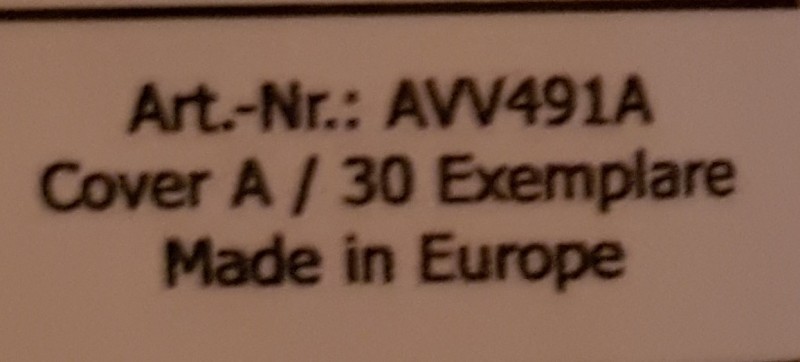 Art.-Nr.: AVV491A
Cover A / 30 Exemplare
Made in Europe